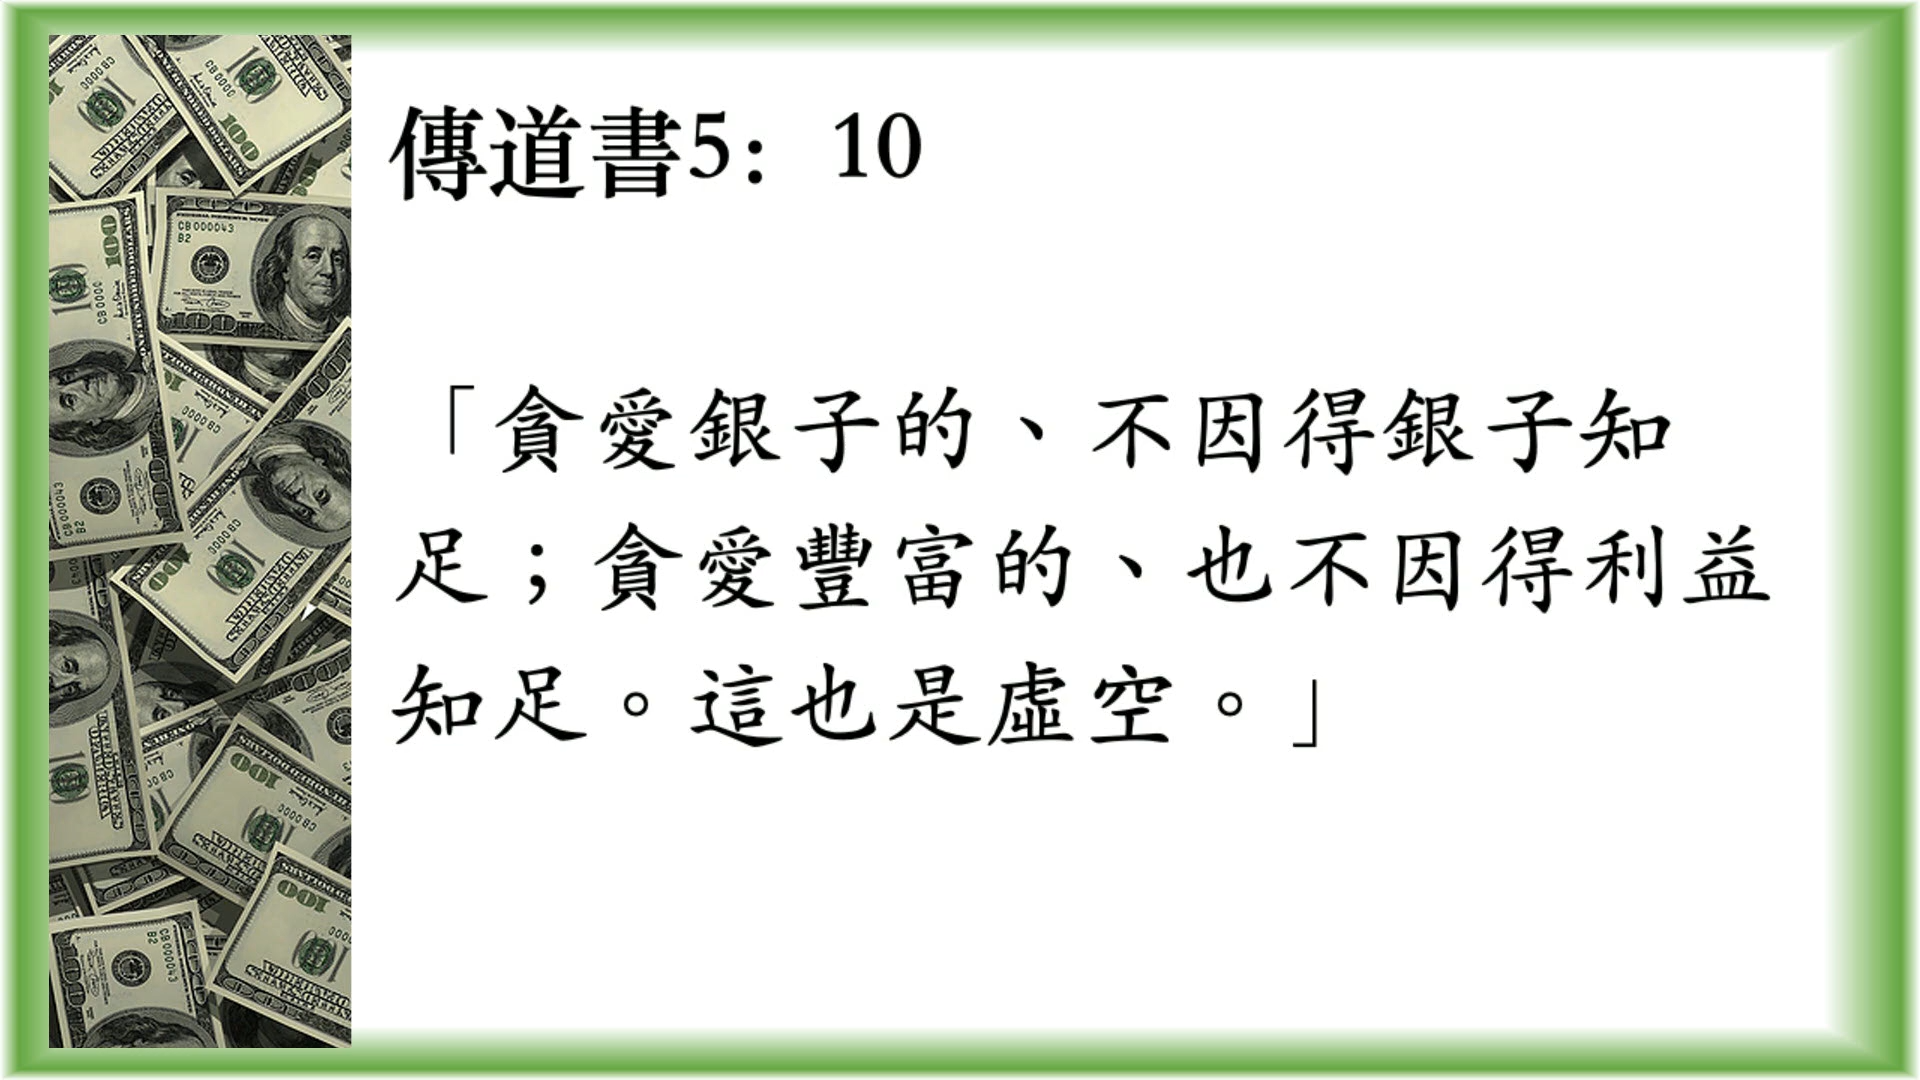 傳道書5：10
「貪愛銀子的、不因得銀子知
足；貪愛豐富的、也不因得利益
知足。這也是虛空。」